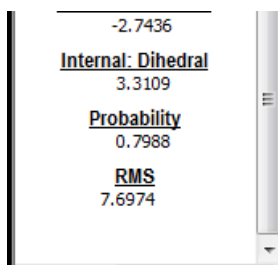 -2.7436
Internal: Dihedral
3.3109
Probability
0.7988
RMS
7.6974